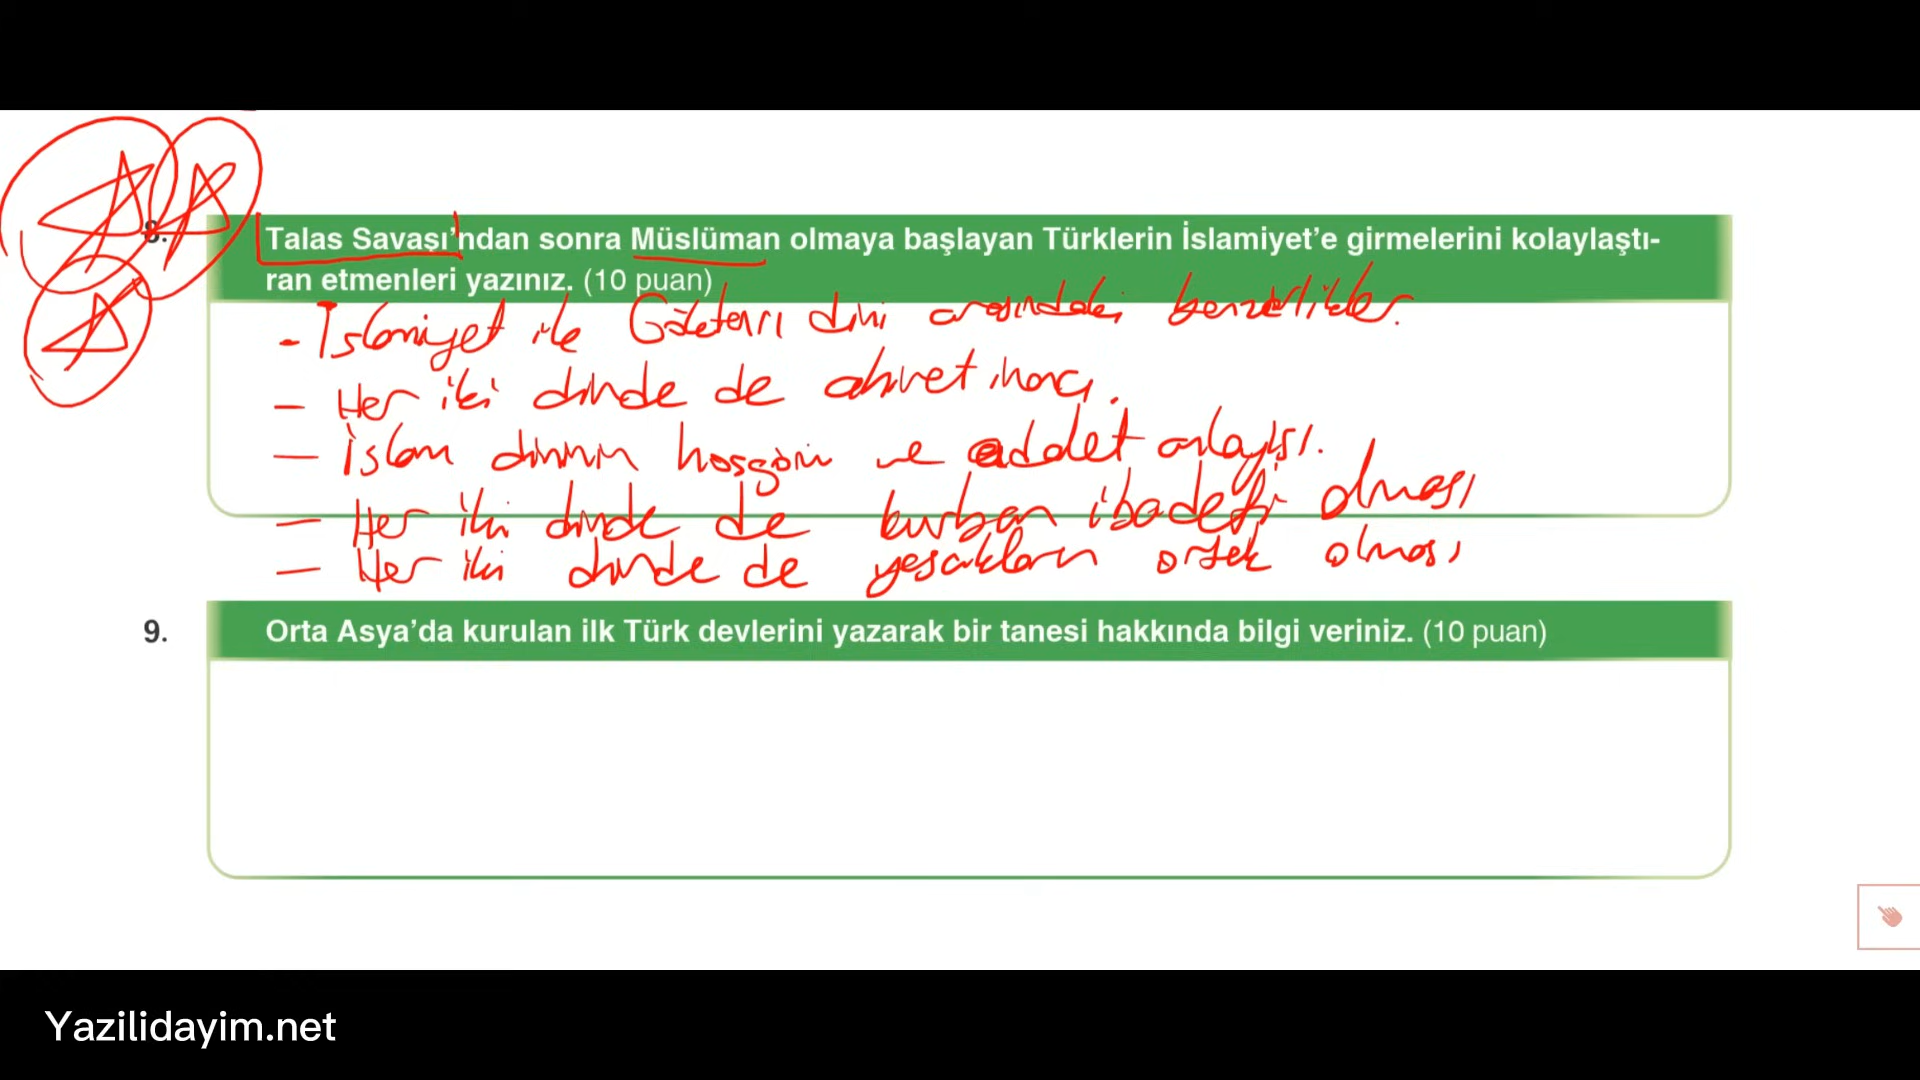 8. Talas Savaşı'ndan sonra Müslüman olmaya başlayan Türklerin İslamiyet'e girmelerini kolaylaştı-
ran etmenleri yazınız. (10 puan)
- İslamiyet ile Göktanrı dini arasındaki benzerlikler.
- Her iki dinde de ahiret inancı.
- İslam dininin hoşgörü ve adalet anlayışı.
- Her iki dinde de kurban ibadeti olması
- Her iki dinde de yasakların ortak olması
9. Orta Asya'da kurulan ilk Türk devlerini yazarak bir tanesi hakkında bilgi veriniz. (10 puan)
Yazilidayim.net